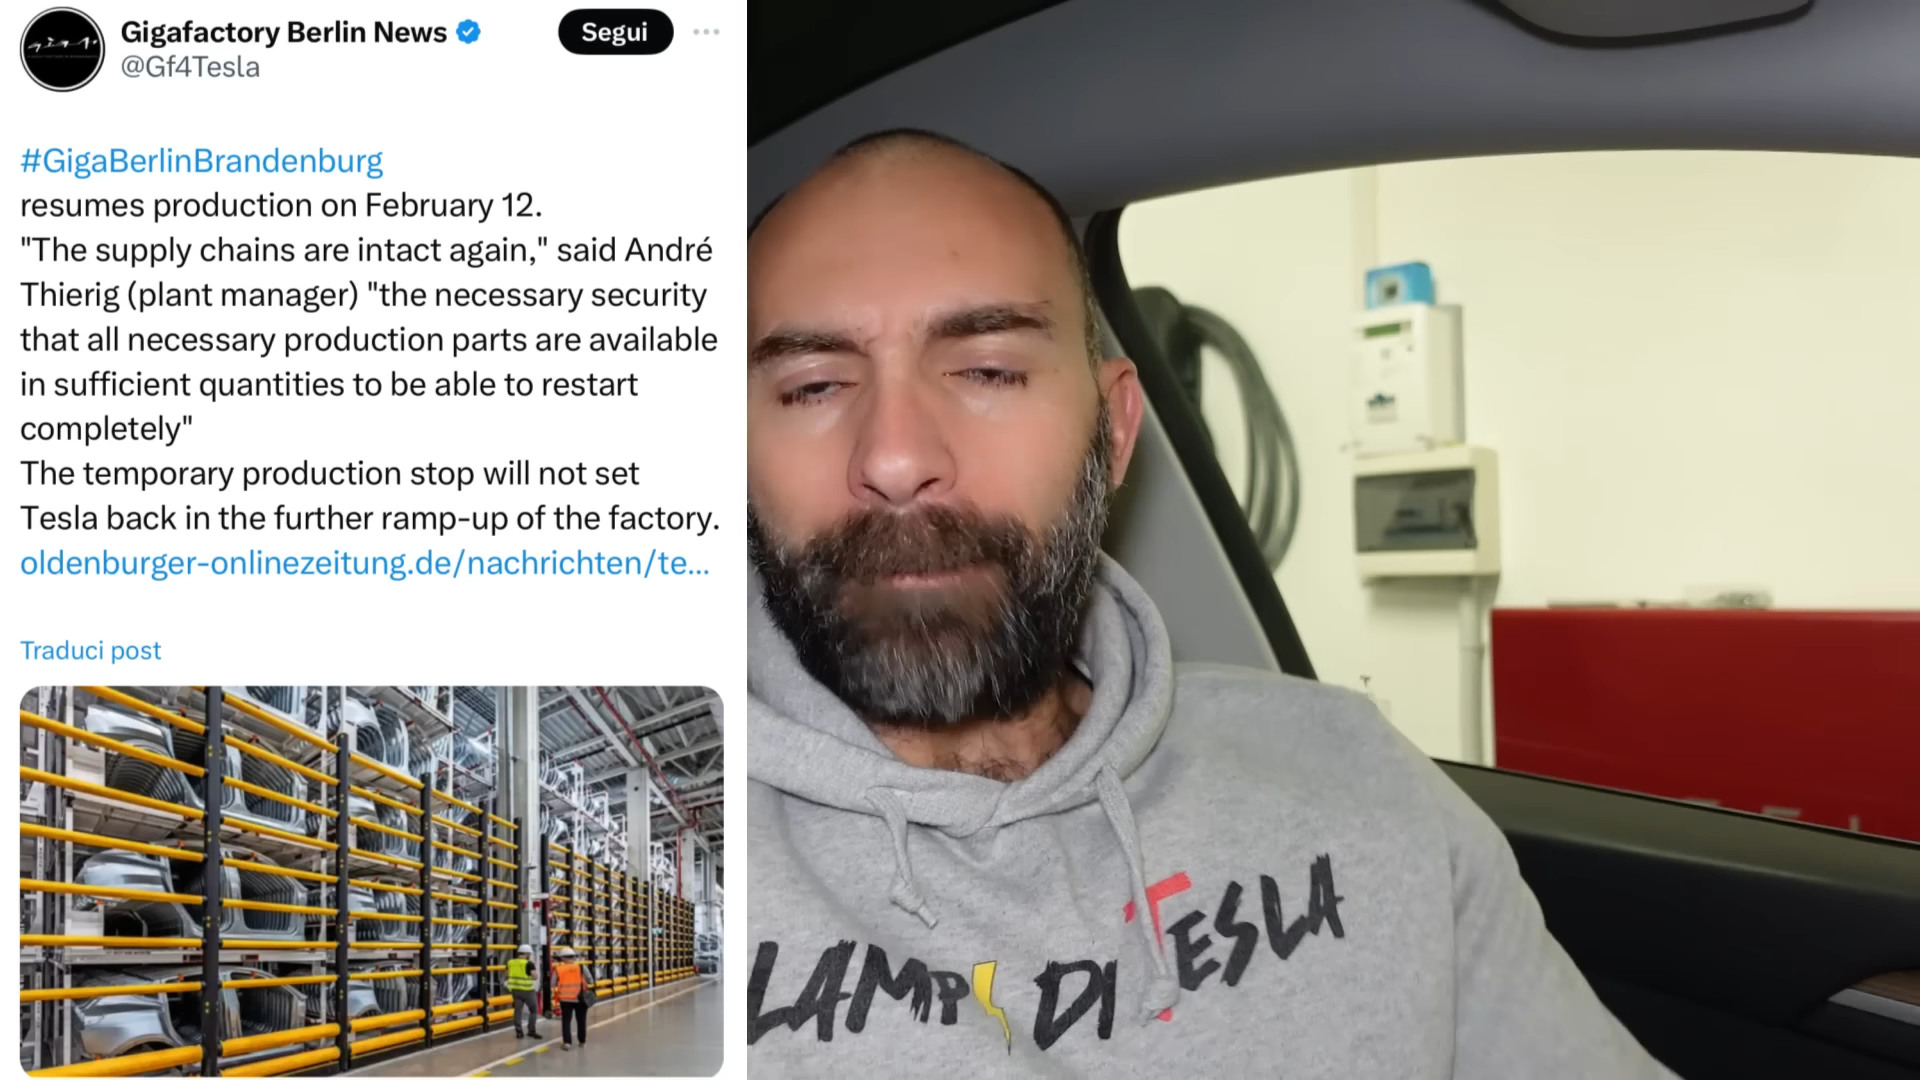 Gigafactory Berlin News
@Gf4Tesla
Segui
#GigaBerlinBrandenburg
resumes production on February 12.
"The supply chains are intact again," said André
Thierig (plant manager) "the necessary security
that all necessary production parts are available
in sufficient quantities to be able to restart
completely"
The temporary production stop will not set
Tesla back in the further ramp-up of the factory.
oldenburger-onlinezeitung.de/nachrichten/te...
Traduci post
LAMPI DI TESLA